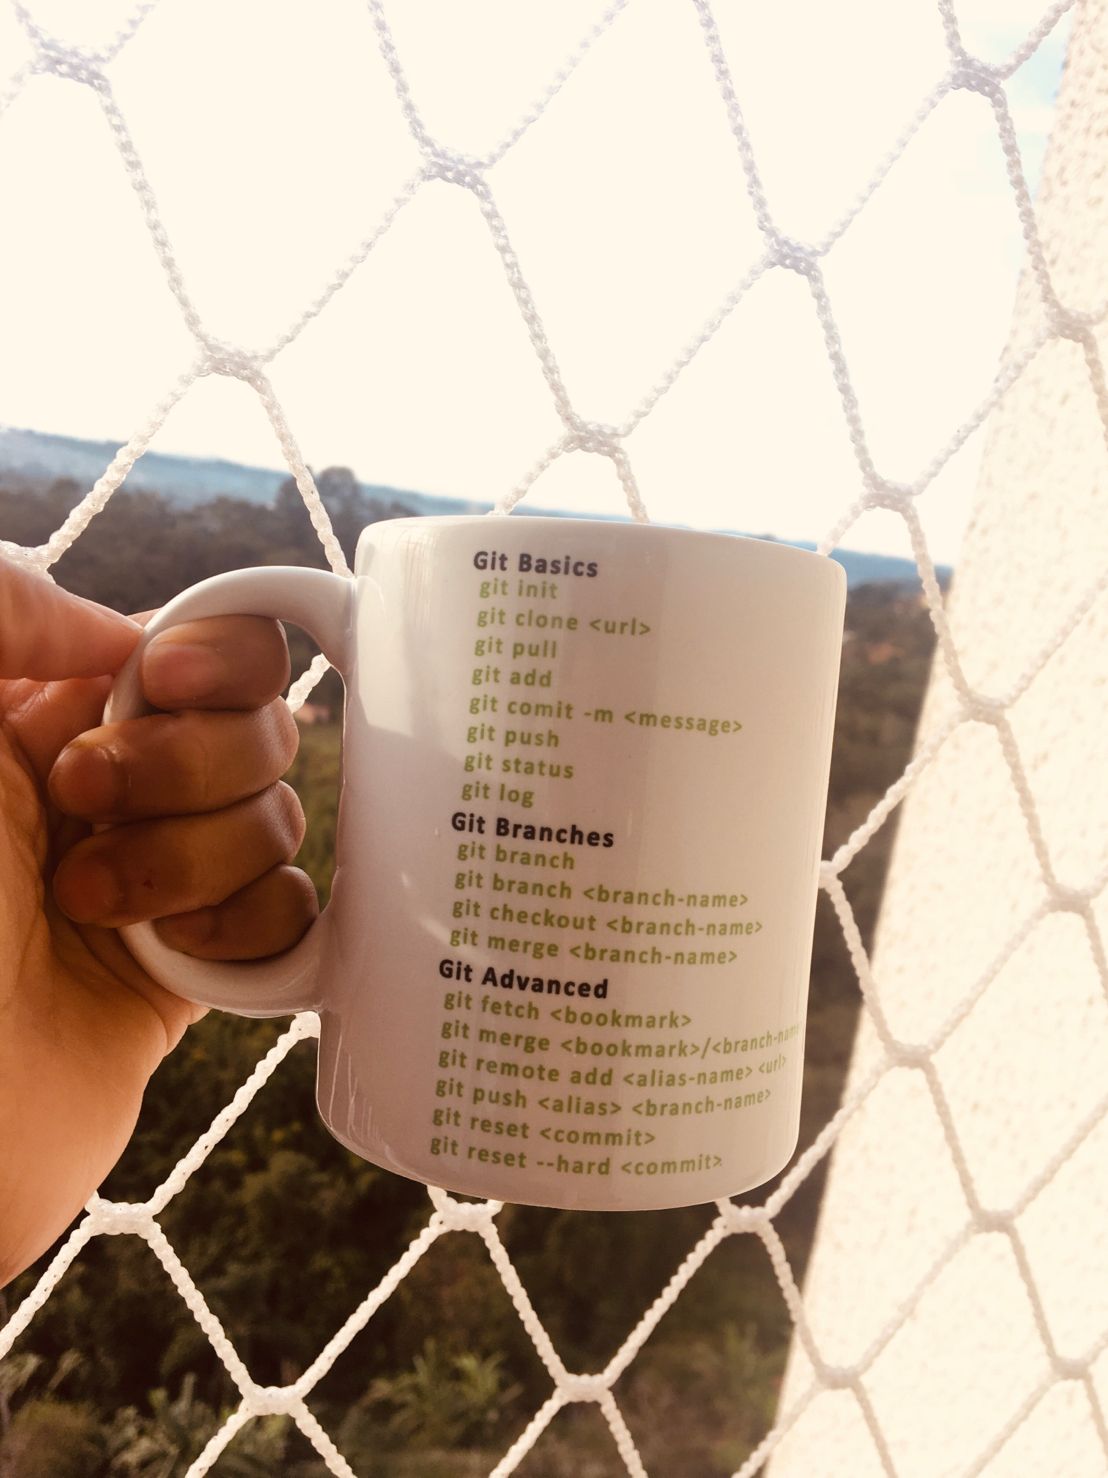 Git Basics
git init
git clone <url>
git pull
git add
git comit -m <message>
git push
git status
git log
Git Branches
git branch
git branch <branch-name>
git checkout <branch-name>
git merge <branch-name>
Git Advanced
git fetch <bookmark>
git merge <bookmark>/<branch-name
git remote add <alias-name> <url>
git push <alias> <branch-name>
git reset <commit>
git reset --hard <commit>